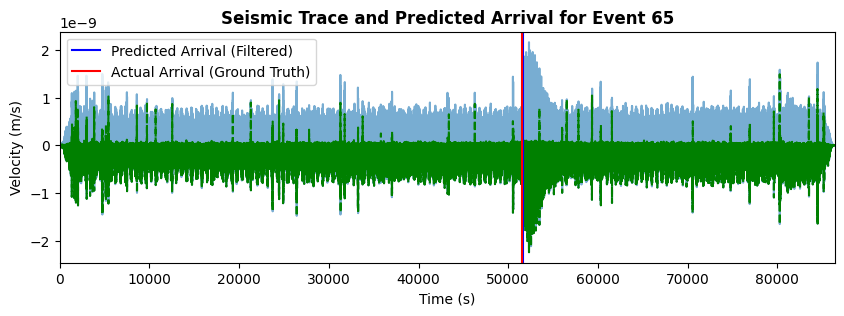 Seismic Trace and Predicted Arrival for Event 65
1e−9
Predicted Arrival (Filtered)
Actual Arrival (Ground Truth)
2
1
0
−1
−2
Velocity (m/s)
0 10000 20000 30000 40000 50000 60000 70000 80000
Time (s)